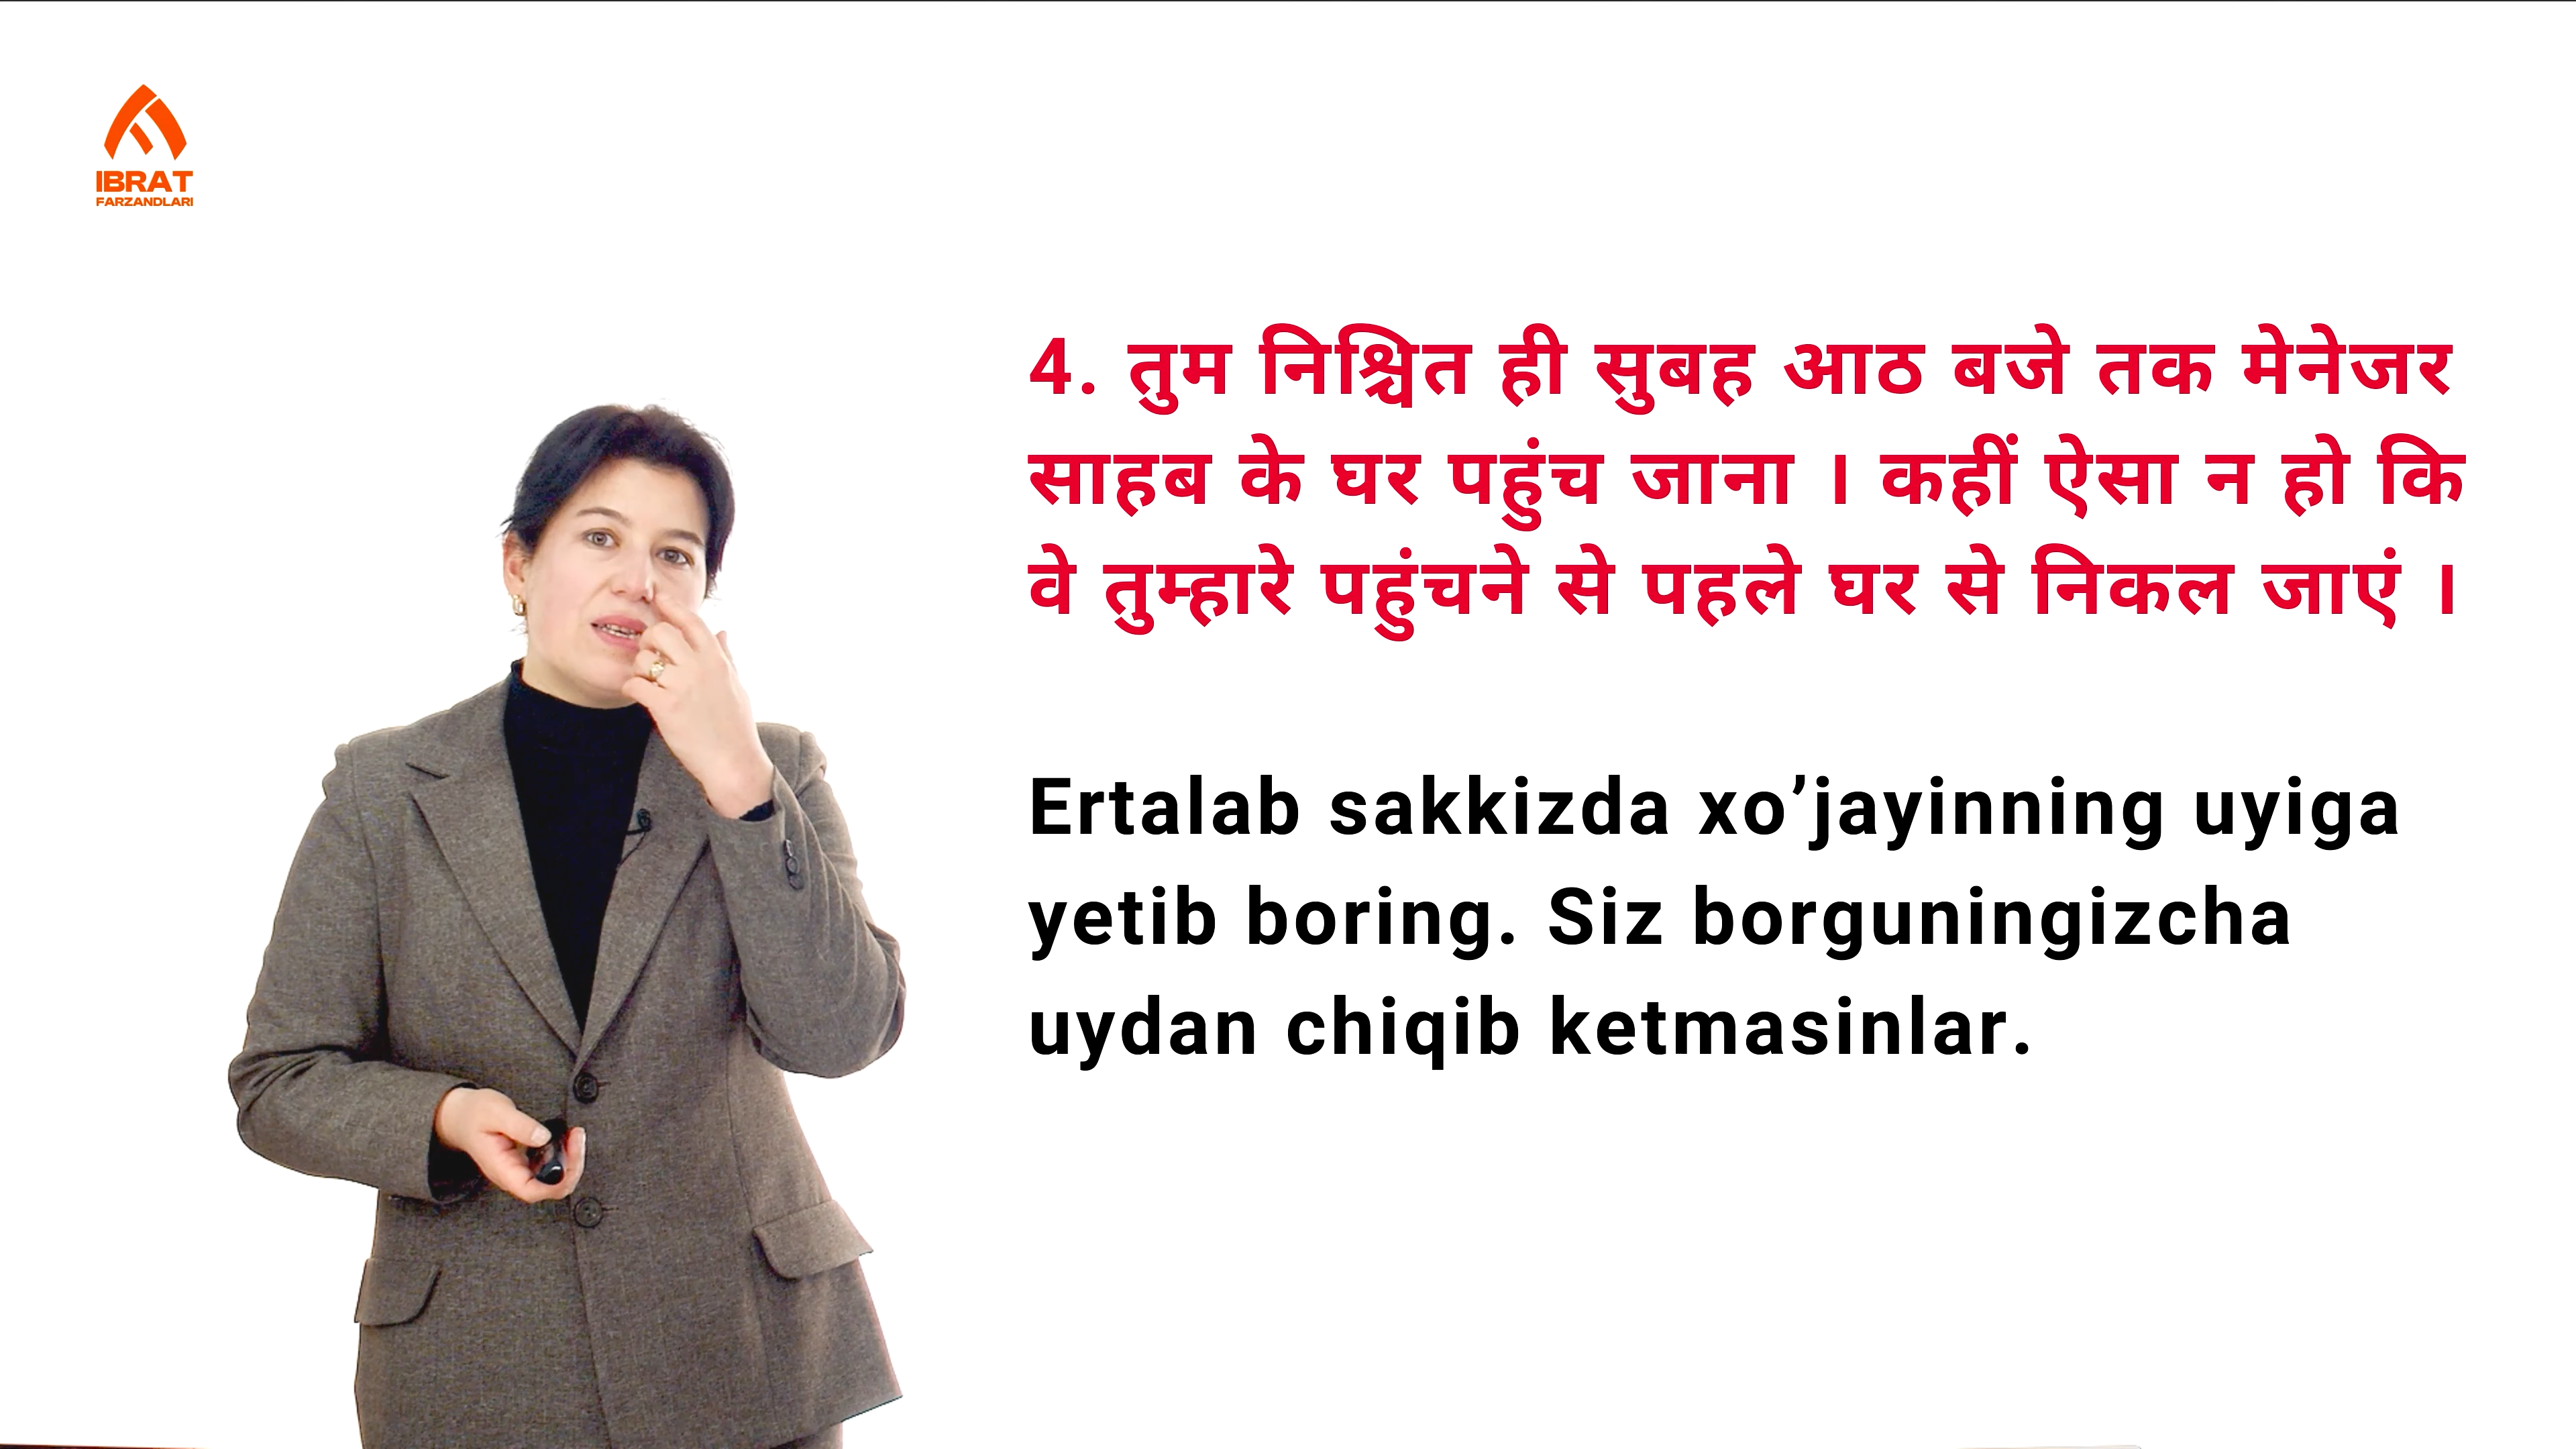 IBRAT
FARZANDLARI
4. तुम निश्चित ही सुबह आठ बजे तक मेनेजर
साहब के घर पहुंच जाना । कहीं ऐसा न हो कि
वे तुम्हारे पहुंचने से पहले घर से निकल जाएं ।
Ertalab sakkizda xo’jayinning uyiga
yetib boring. Siz borguningizcha
uydan chiqib ketmasinlar.